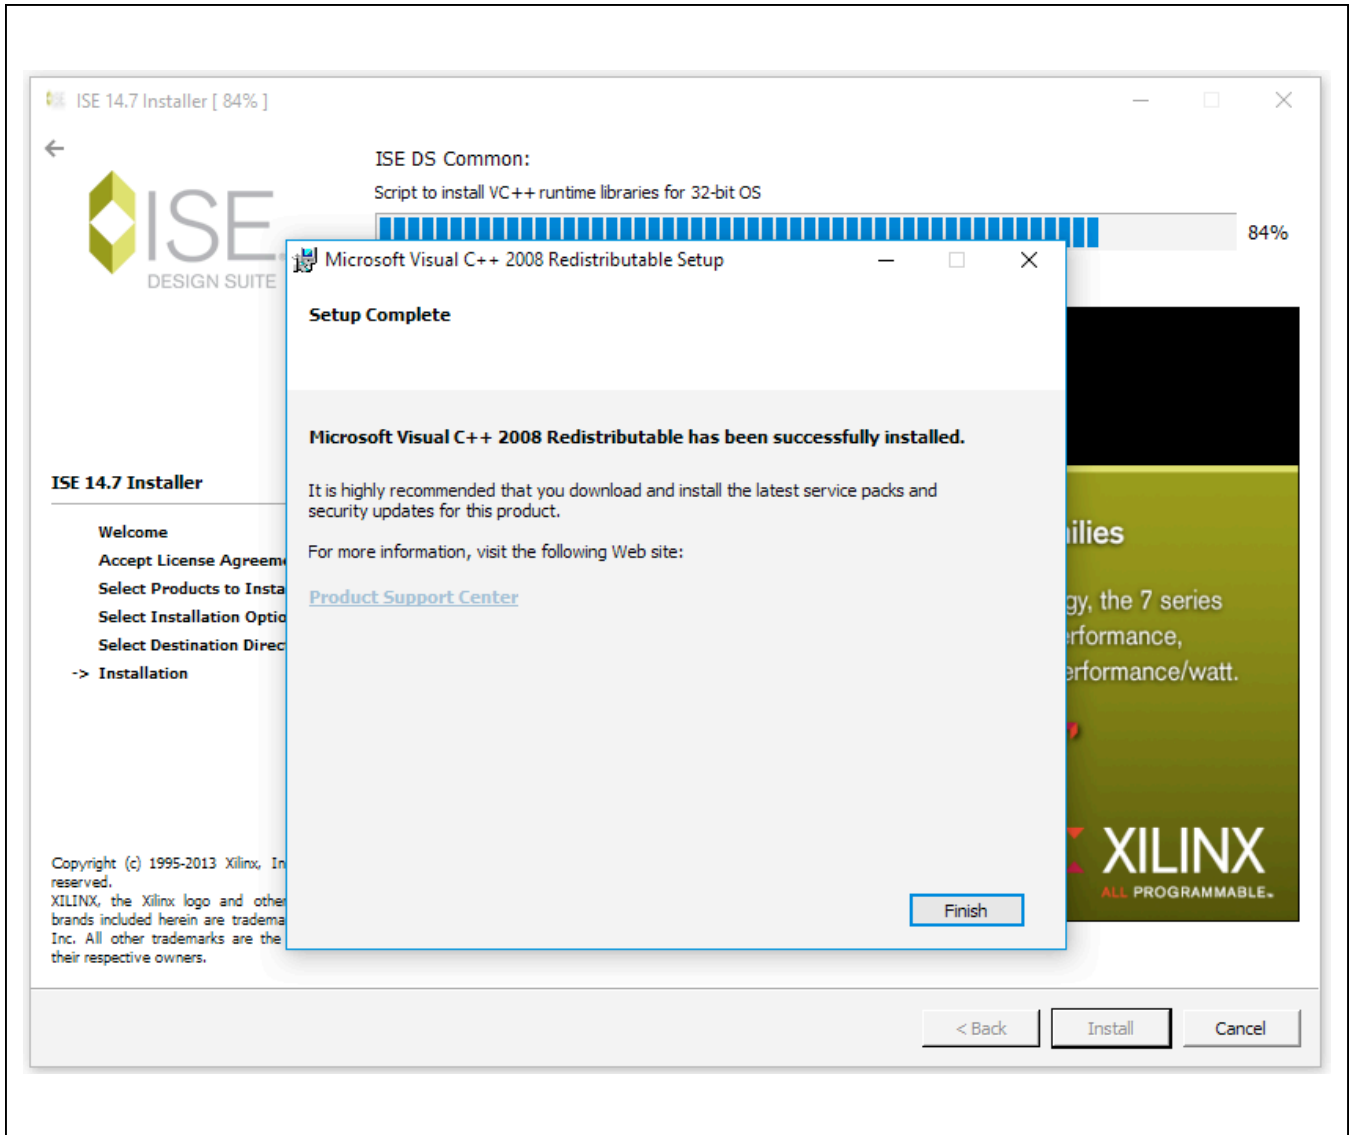 ISE 14.7 Installer [ 84% ]
ISE DS Common:
Script to install VC++ runtime libraries for 32-bit OS
84%
ISE
DESIGN SUITE
Microsoft Visual C++ 2008 Redistributable Setup
Setup Complete
Microsoft Visual C++ 2008 Redistributable has been successfully installed.
It is highly recommended that you download and install the latest service packs and
security updates for this product.
For more information, visit the following Web site:
Product Support Center
Finish
ISE 14.7 Installer
Welcome
Accept License Agreeme
Select Products to Insta
Select Installation Optio
Select Destination Direc
-> Installation
ilies
gy, the 7 series
rformance,
erformance/watt.
XILINX
ALL PROGRAMMABLE.
Copyright (c) 1995-2013 Xilinx, In
reserved.
XILINX, the Xilinx logo and other
brands included herein are tradema
Inc. All other trademarks are the
their respective owners.
< Back
Install
Cancel